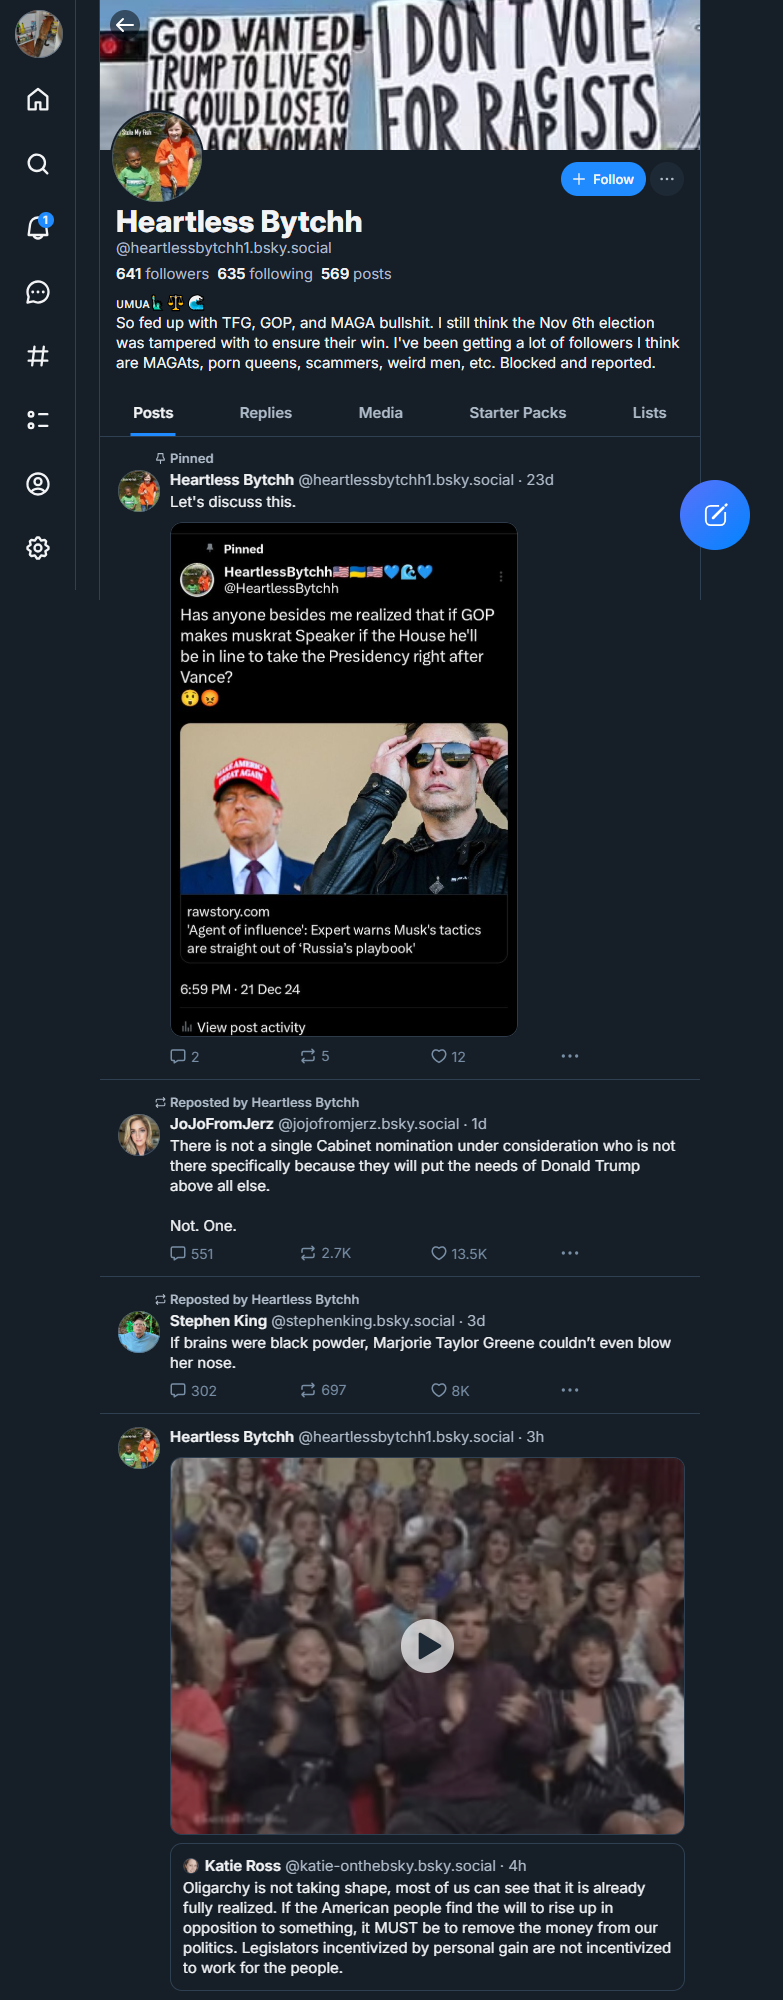 GOD WANTED
TRUMP TO LIVE SO
HE COULD LOSE TO
BLACK WOMAN
I DON'T VOTE
FOR RACISTS
RAPISTS
Shake My Fish
Follow
Heartless Bytchh
@heartlessbytchh1.bsky.social
641 followers 635 following 569 posts
UMUA🗽⚖️🌊
So fed up with TFG, GOP, and MAGA bullshit. I still think the Nov 6th election
was tampered with to ensure their win. I've been getting a lot of followers I think
are MAGAts, porn queens, scammers, weird men, etc. Blocked and reported.
1
Posts Replies Media Starter Packs Lists
Pinned
Heartless Bytchh @heartlessbytchh1.bsky.social · 23d
Let's discuss this.
Pinned
HeartlessBytchh🇺🇸🇺🇦🇺🇸💙🌊💙
@HeartlessBytchh
Has anyone besides me realized that if GOP
makes muskrat Speaker if the House he'll
be in line to take the Presidency right after
Vance?
😲😡
MAKE AMERICA
GREAT AGAIN
rawstory.com
'Agent of influence': Expert warns Musk's tactics
are straight out of ‘Russia’s playbook'
6:59 PM · 21 Dec 24
View post activity
2 5 12
Reposted by Heartless Bytchh
JoJoFromJerz @jojofromjerz.bsky.social · 1d
There is not a single Cabinet nomination under consideration who is not
there specifically because they will put the needs of Donald Trump
above all else.
Not. One.
551 2.7K 13.5K
Reposted by Heartless Bytchh
Stephen King @stephenking.bsky.social · 3d
If brains were black powder, Marjorie Taylor Greene couldn’t even blow
her nose.
302 697 8K
Heartless Bytchh @heartlessbytchh1.bsky.social · 3h
Katie Ross @katie-onthebsky.bsky.social · 4h
Oligarchy is not taking shape, most of us can see that it is already
fully realized. If the American people find the will to rise up in
opposition to something, it MUST be to remove the money from our
politics. Legislators incentivized by personal gain are not incentivized
to work for the people.